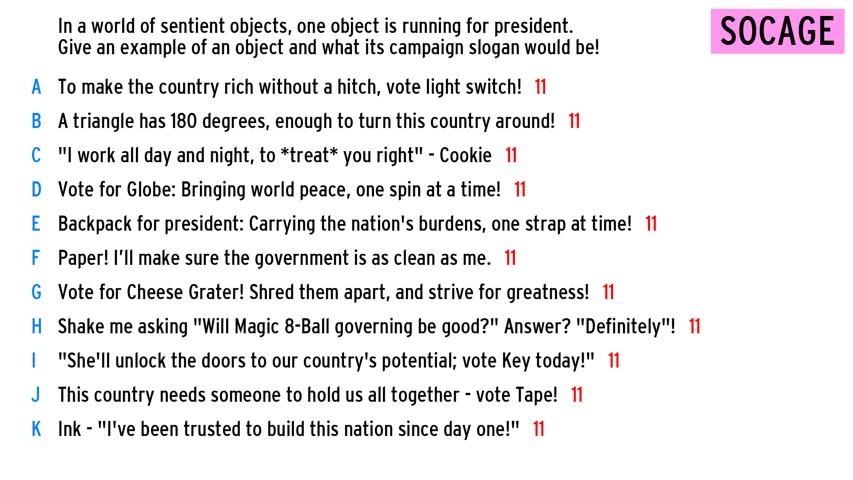 In a world of sentient objects, one object is running for president.
Give an example of an object and what its campaign slogan would be!
SOCAGE
A To make the country rich without a hitch, vote light switch! 11
B A triangle has 180 degrees, enough to turn this country around! 11
C "I work all day and night, to *treat* you right" - Cookie 11
D Vote for Globe: Bringing world peace, one spin at a time! 11
E Backpack for president: Carrying the nation's burdens, one strap at time! 11
F Paper! I’ll make sure the government is as clean as me. 11
G Vote for Cheese Grater! Shred them apart, and strive for greatness! 11
H Shake me asking "Will Magic 8-Ball governing be good?" Answer? "Definitely"! 11
I "She'll unlock the doors to our country's potential; vote Key today!" 11
J This country needs someone to hold us all together - vote Tape! 11
K Ink - "I've been trusted to build this nation since day one!" 11